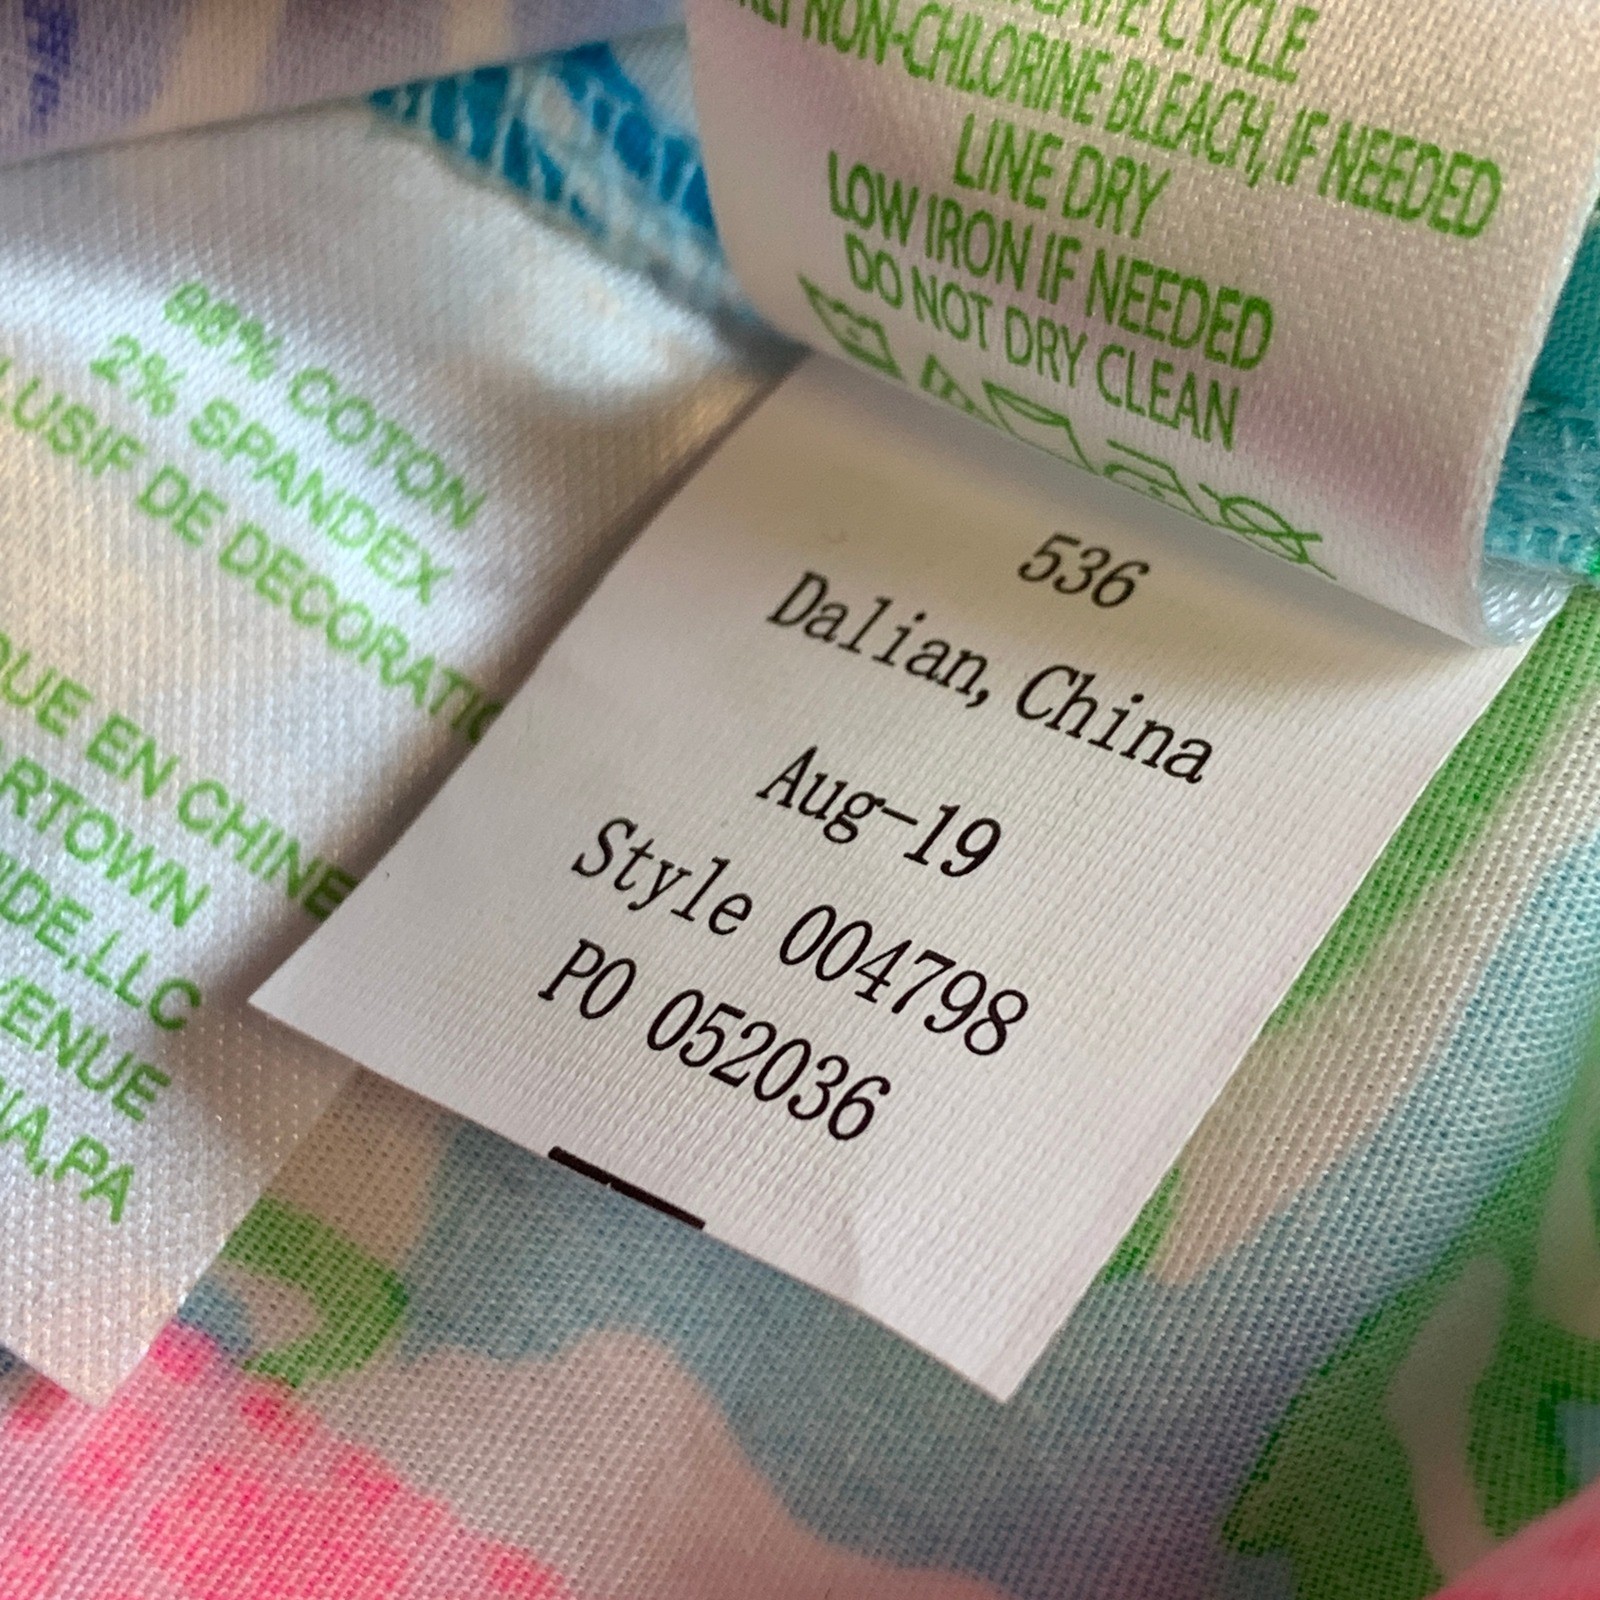 CYCLE
NON-CHLORINE BLEACH, IF NEEDED
LINE DRY
LOW IRON IF NEEDED
DO NOT DRY CLEAN
98% COTTON
2% SPANDEX
LUSIF DE DECORATIO
QUE EN CHINE
RTOWN
IDE,LLC
VENUE
IA,PA
536
Dalian, China
Aug-19
Style 004798
PO 052036